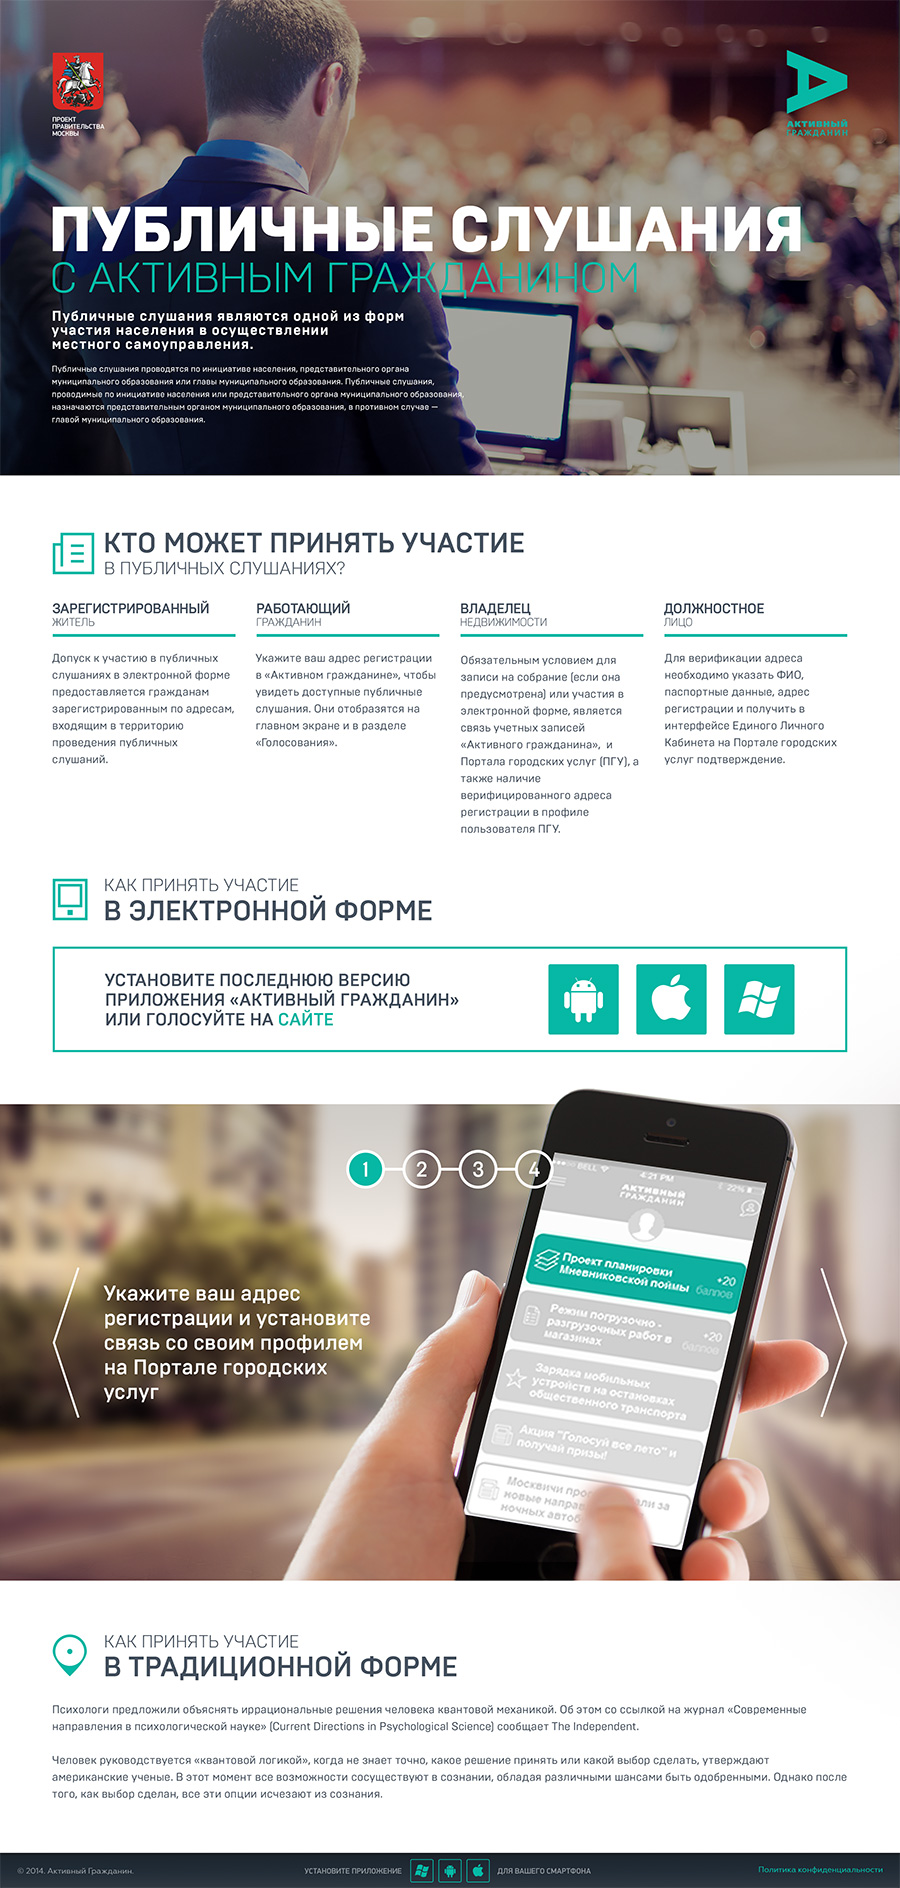 ПРОЕКТ
ПРАВИТЕЛЬСТВА
МОСКВЫ
АКТИВНЫЙ
ГРАЖДАНИН
ПУБЛИЧНЫЕ СЛУШАНИЯ
С АКТИВНЫМ ГРАЖДАНИНОМ
Публичные слушания являются одной из форм
участия населения в осуществлении
местного самоуправления.
Публичные слушания проводятся по инициативе населения, представительного органа
муниципального образования или главы муниципального образования. Публичные слушания,
проводимые по инициативе населения или представительного органа муниципального образования,
назначаются представительным органом муниципального образования, в противном случае —
главой муниципального образования.
КТО МОЖЕТ ПРИНЯТЬ УЧАСТИЕ
В ПУБЛИЧНЫХ СЛУШАНИЯХ?
ЗАРЕГИСТРИРОВАННЫЙ
ЖИТЕЛЬ
Допуск к участию в публичных
слушаниях в электронной форме
предоставляется гражданам
зарегистрированным по адресам,
входящим в территорию
проведения публичных
слушаний.
РАБОТАЮЩИЙ
ГРАЖДАНИН
Укажите ваш адрес регистрации
в «Активном гражданине», чтобы
увидеть доступные публичные
слушания. Они отобразятся на
главном экране и в разделе
«Голосования».
ВЛАДЕЛЕЦ
НЕДВИЖИМОСТИ
Обязательным условием для
записи на собрание (если она
предусмотрена) или участия в
электронной форме, является
связь учетных записей
«Активного гражданина», и
Портала городских услуг (ПГУ), а
также наличие
верифицированного адреса
регистрации в профиле
пользователя ПГУ.
ДОЛЖНОСТНОЕ
ЛИЦО
Для верификации адреса
необходимо указать ФИО,
паспортные данные, адрес
регистрации и получить в
интерфейсе Единого Личного
Кабинета на Портале городских
услуг подтверждение.
КАК ПРИНЯТЬ УЧАСТИЕ
В ЭЛЕКТРОННОЙ ФОРМЕ
УСТАНОВИТЕ ПОСЛЕДНЮЮ ВЕРСИЮ
ПРИЛОЖЕНИЯ «АКТИВНЫЙ ГРАЖДАНИН»
ИЛИ ГОЛОСУЙТЕ НА САЙТЕ
1 2 3 4
Укажите ваш адрес
регистрации и установите
связь со своим профилем
на Портале городских
услуг
BELL 4:21 PM 22%
АКТИВНЫЙ
ГРАЖДАНИН
Проект планировки
Мневниковской поймы
+20
баллов
Режим погрузочно -
разгрузочных работ в
магазинах
+20
баллов
Зарядка мобильных
устройств на остановках
общественного транспорта
Акция "Голосуй все лето" и
получай призы!
Москвичи за
новые
ночных
КАК ПРИНЯТЬ УЧАСТИЕ
В ТРАДИЦИОННОЙ ФОРМЕ
Психологи предложили объяснять иррациональные решения человека квантовой механикой. Об этом со ссылкой на журнал «Современные
направления в психологической науке» (Current Directions in Psychological Science) сообщает The Independent.
Человек руководствуется «квантовой логикой», когда не знает точно, какое решение принять или какой выбор сделать, утверждают
американские ученые. В этот момент все возможности сосуществуют в сознании, обладая различными шансами быть одобренными. Однако после
того, как выбор сделан, все эти опции исчезают из сознания.
© 2014. Активный Гражданин.
УСТАНОВИТЕ ПРИЛОЖЕНИЕ ДЛЯ ВАШЕГО СМАРТФОНА
Политика конфиденциальности